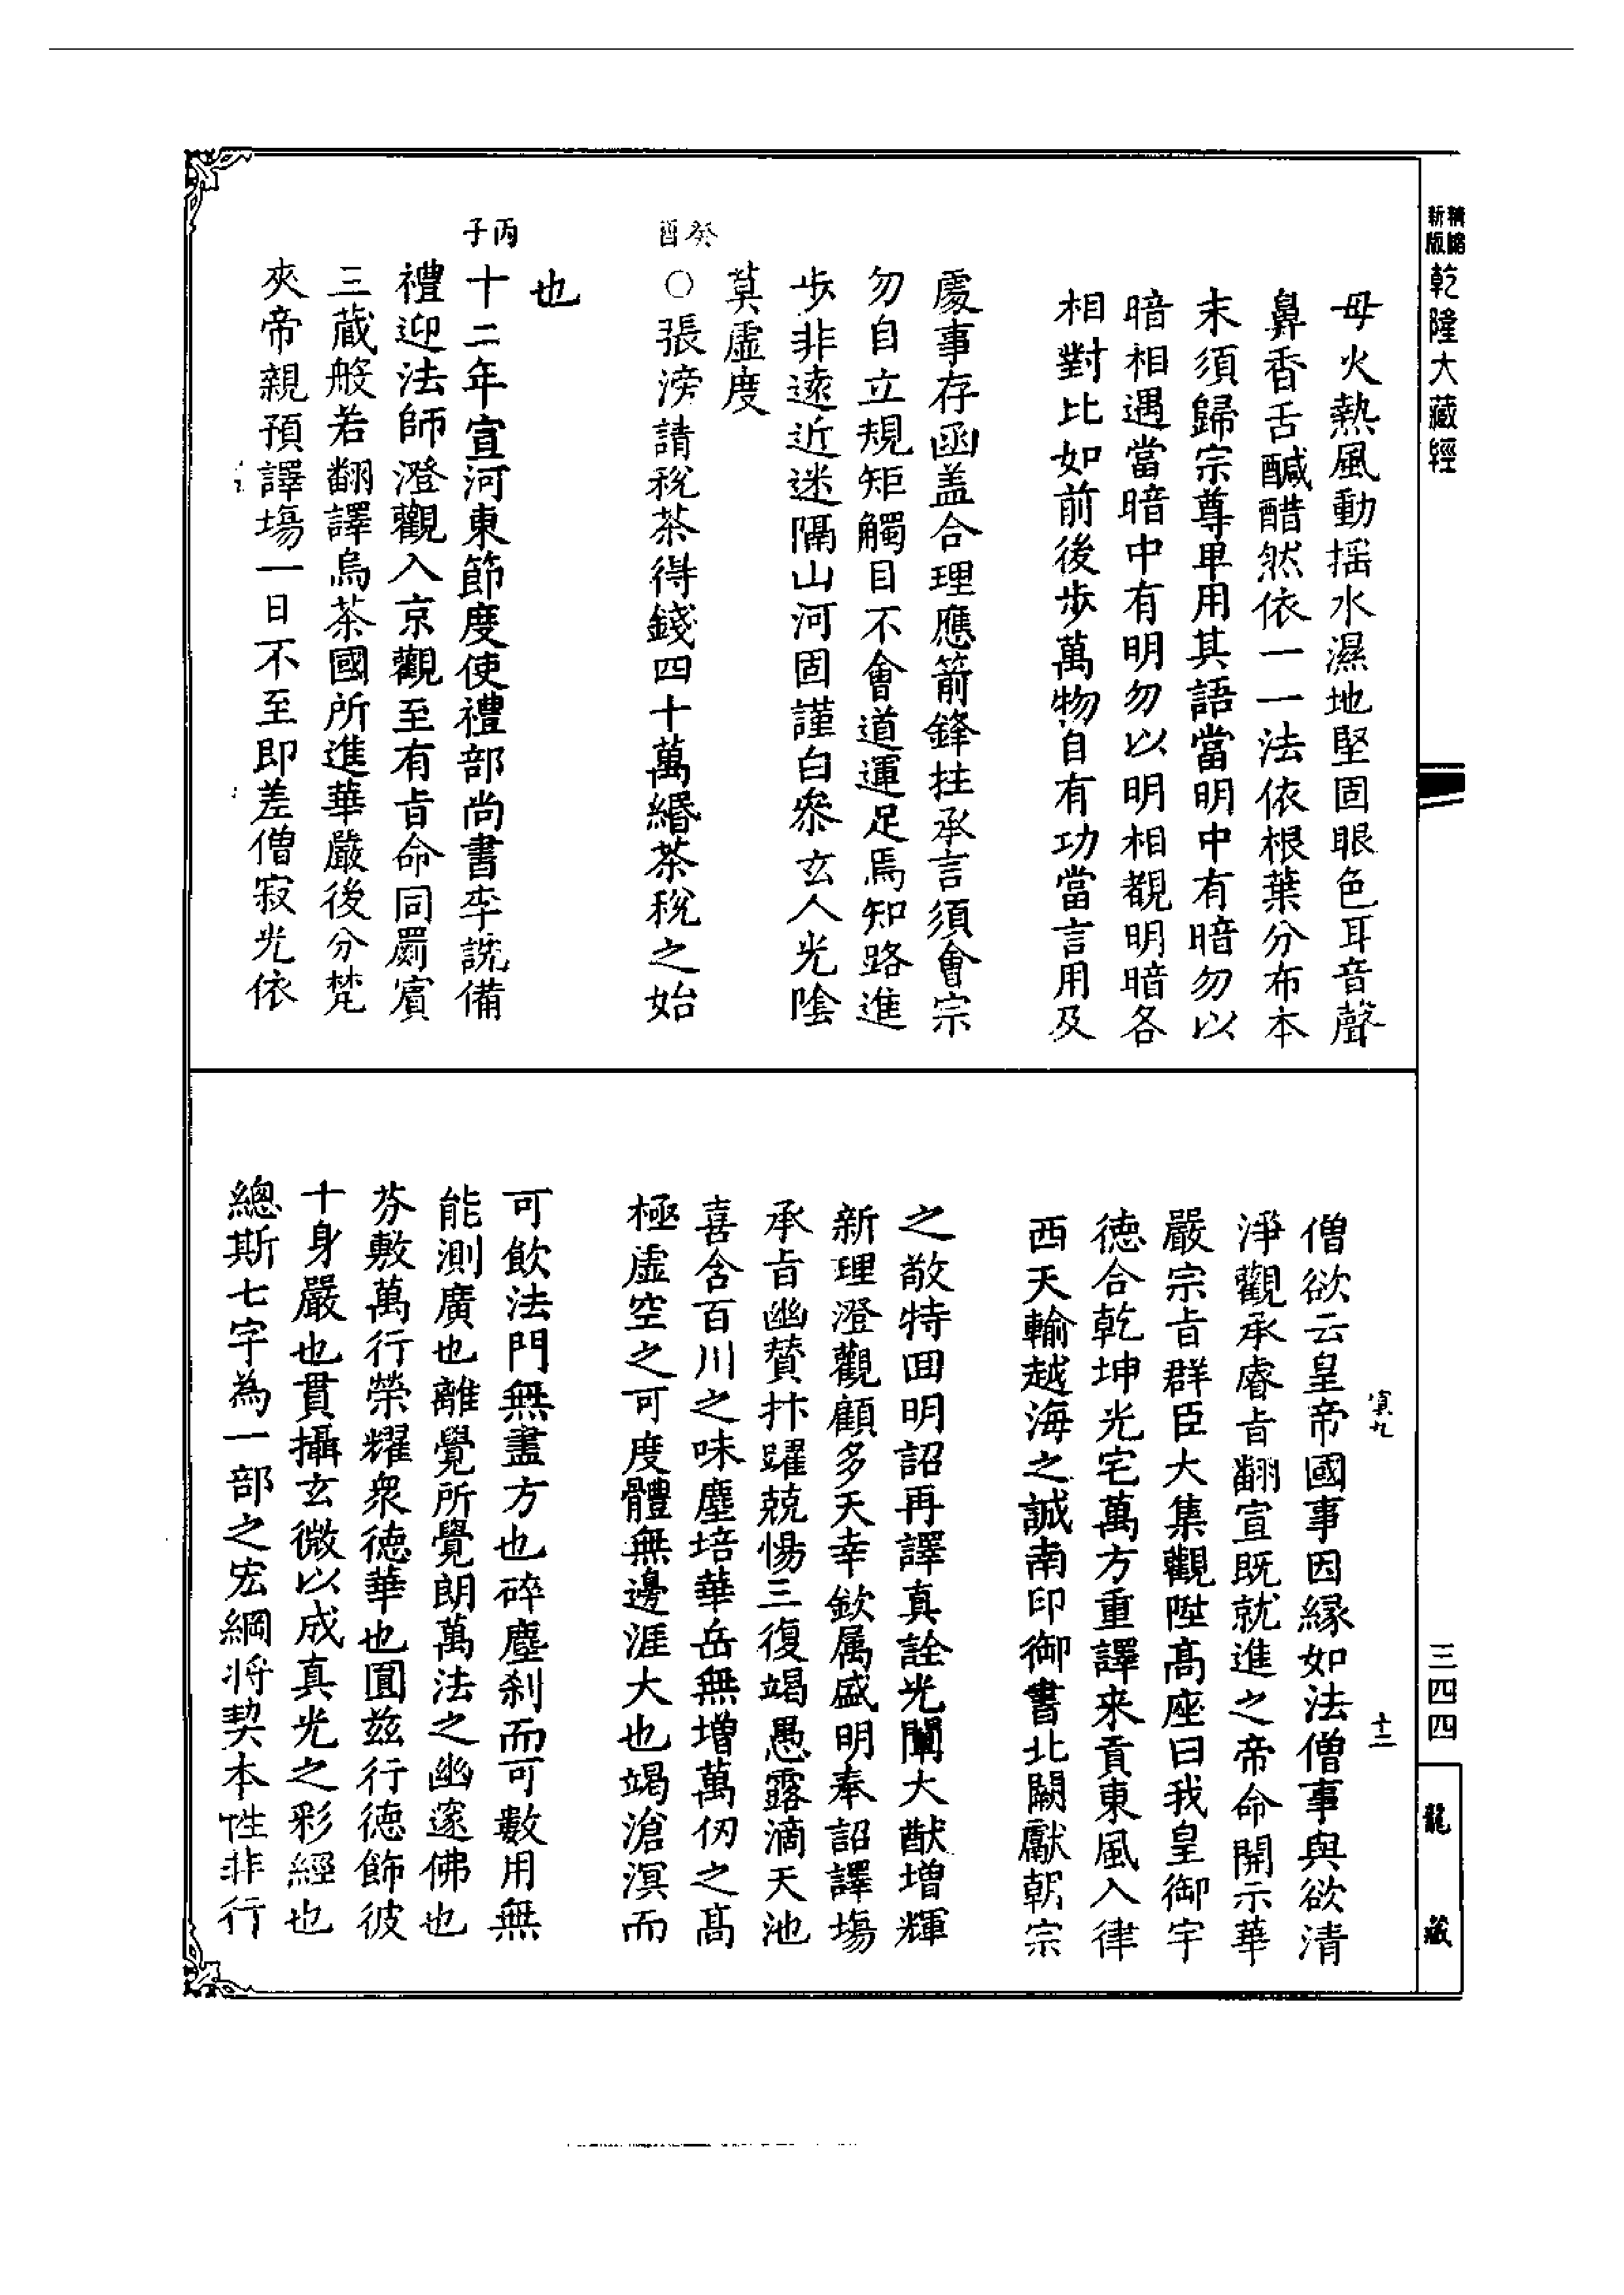 精縮新版乾隆大藏經
三四四
龍藏
母火熱風動揺水濕地堅固眼色耳音聲
鼻香舌醎醋然依一一法依根葉分布本
末須歸宗尊卑用其語當明中有暗勿以
暗相遇當暗中有明勿以明相覩明暗各
相對比如前後歩萬物自有功當言用及
處事存函盖合理應箭鋒拄承言須會宗
勿自立規矩觸目不會道運足焉知路進
歩非遠近迷隔山河固謹白叅玄人光陰
莫虛度
癸酉
○張滂請稅茶得錢四十萬緡茶稅之始
也
丙子
十二年宣河東節度使禮部尚書李說備
禮迎法師澄觀入京觀至有旨命同罽賓
三藏般若翻譯烏茶國所進華嚴後分梵
夾帝親預譯塲一日不至即差僧寂光依
寘九
十二
僧欲云皇帝國事因縁如法僧事與欲清
淨觀承睿旨翻宣既就進之帝命開示華
嚴宗旨群臣大集觀陞髙座曰我皇御宇
徳合乾坤光宅萬方重譯来貢東風入律
西天輸越海之誠南印御書北闕獻朝宗
之敬特回明詔再譯真詮光闡大猷增輝
新理澄觀顧多天幸欽属盛明奉詔譯塲
承旨幽賛抃躍兢惕三復竭愚露滴天池
喜含百川之味塵培華岳無增萬仞之髙
極虛空之可度體無邊涯大也竭滄溟而
可飲法門無盡方也碎塵刹而可數用無
能測廣也離覺所覺朗萬法之幽邃佛也
芬敷萬行榮耀衆徳華也圎茲行徳飾彼
十身嚴也貫攝玄微以成真光之彩經也
總斯七字為一部之宏綱将契本性非行